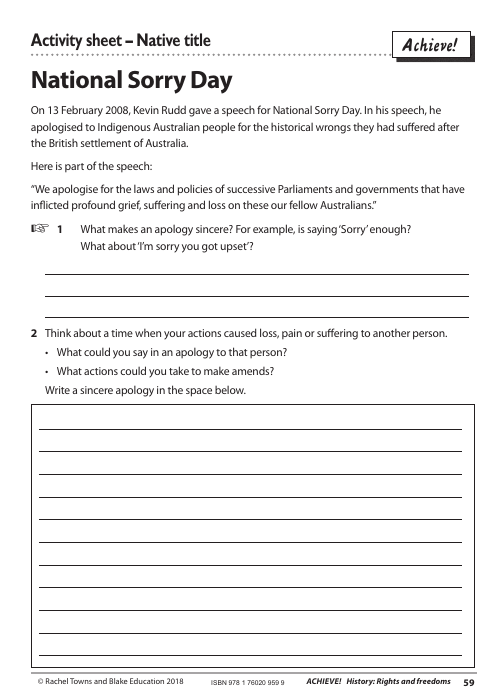 Activity sheet – Native title
Achieve!
National Sorry Day
On 13 February 2008, Kevin Rudd gave a speech for National Sorry Day. In his speech, he
apologised to Indigenous Australian people for the historical wrongs they had suffered after
the British settlement of Australia.
Here is part of the speech:
“We apologise for the laws and policies of successive Parliaments and governments that have
inflicted profound grief, suffering and loss on these our fellow Australians.”
1 What makes an apology sincere? For example, is saying ‘Sorry’ enough?
What about ‘I’m sorry you got upset’?
2 Think about a time when your actions caused loss, pain or suffering to another person.
• What could you say in an apology to that person?
• What actions could you take to make amends?
Write a sincere apology in the space below.
© Rachel Towns and Blake Education 2018 ISBN 978 1 76020 959 9 ACHIEVE! History: Rights and freedoms 59